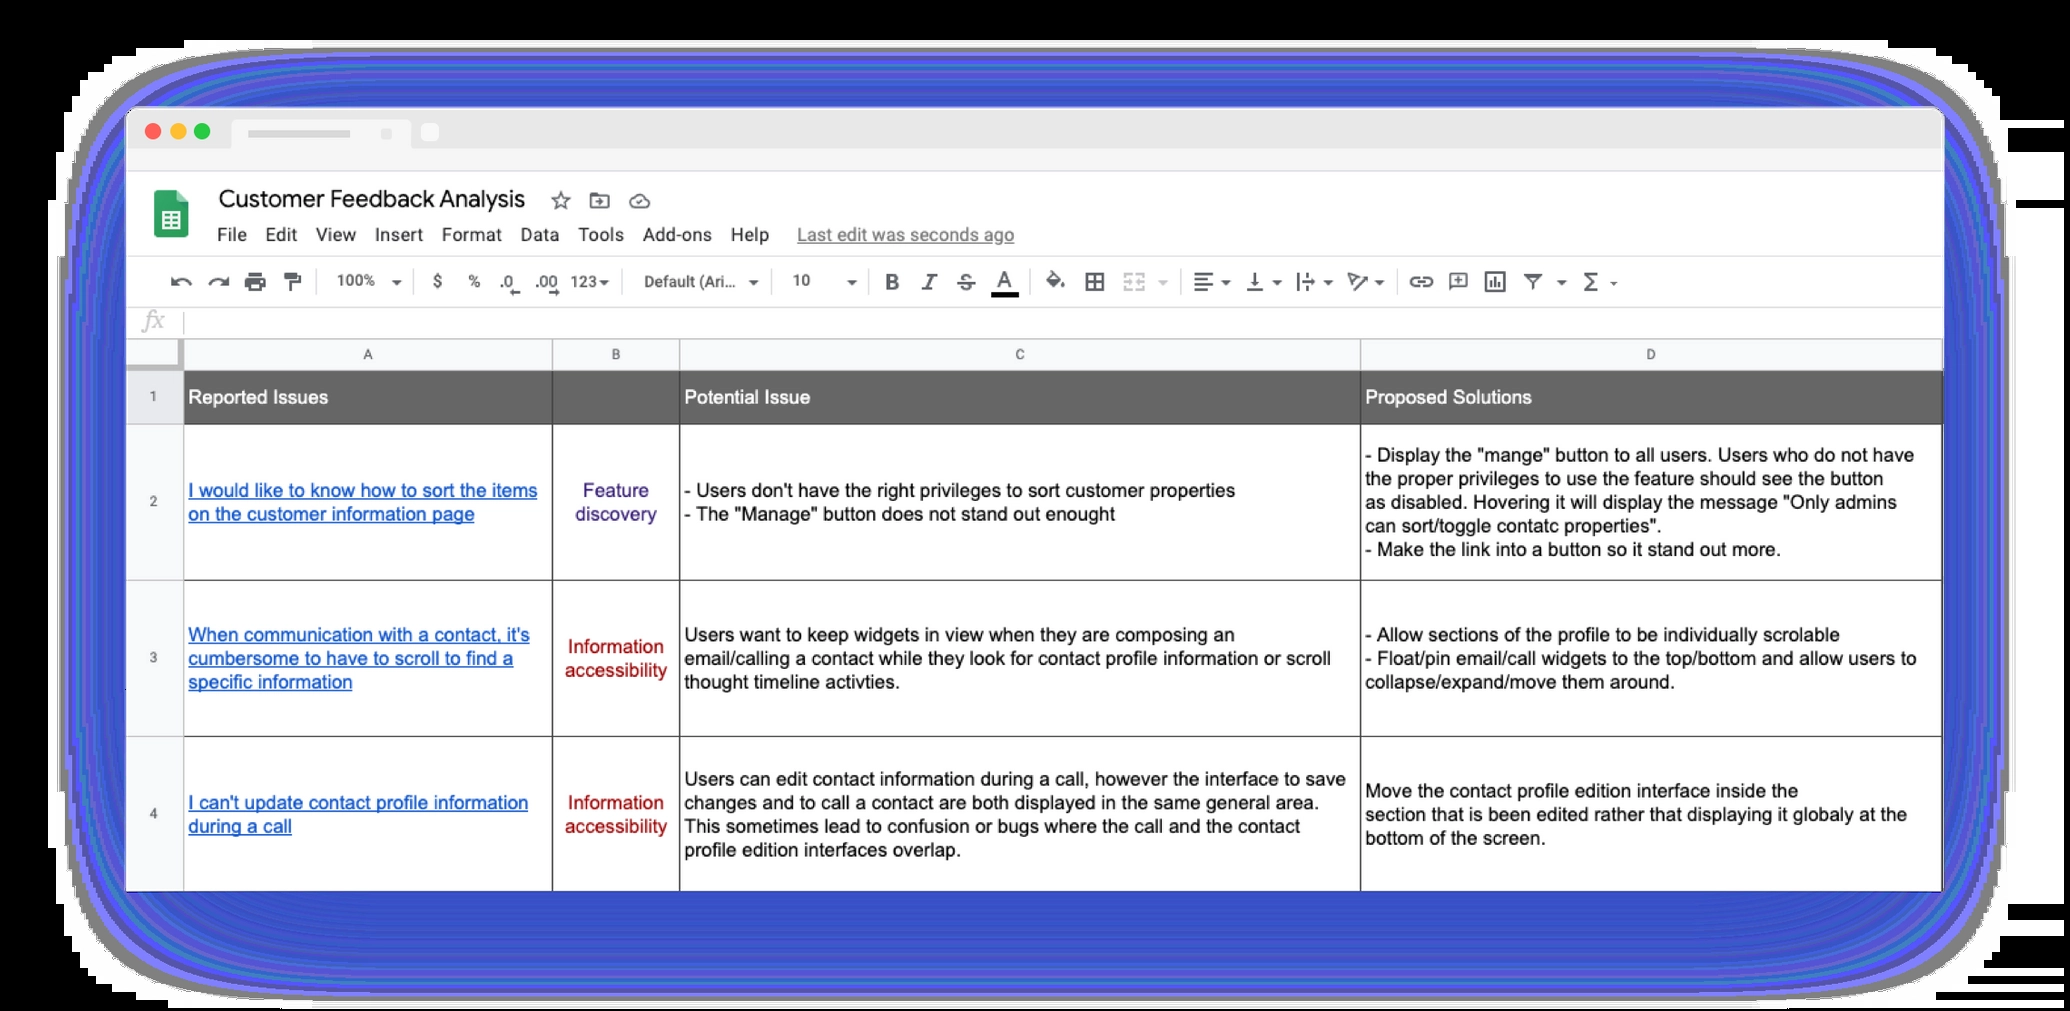 Customer Feedback Analysis
File Edit View Insert Format Data Tools Add-ons Help Last edit was seconds ago
100% $ % .0 .00 123 Default (Ari... 10 B I S A
fx
A B C D
1 Reported Issues Potential Issue Proposed Solutions
2
I would like to know how to sort the items
on the customer information page
Feature
discovery
- Users don't have the right privileges to sort customer properties
- The "Manage" button does not stand out enought
- Display the "mange" button to all users. Users who do not have
the proper privileges to use the feature should see the button
as disabled. Hovering it will display the message "Only admins
can sort/toggle contatc properties".
- Make the link into a button so it stand out more.
3
When communication with a contact, it's
cumbersome to have to scroll to find a
specific information
Information
accessibility
Users want to keep widgets in view when they are composing an
email/calling a contact while they look for contact profile information or scroll
thought timeline activties.
- Allow sections of the profile to be individually scrolable
- Float/pin email/call widgets to the top/bottom and allow users to
collapse/expand/move them around.
4
I can't update contact profile information
during a call
Information
accessibility
Users can edit contact information during a call, however the interface to save
changes and to call a contact are both displayed in the same general area.
This sometimes lead to confusion or bugs where the call and the contact
profile edition interfaces overlap.
Move the contact profile edition interface inside the
section that is been edited rather that displaying it globaly at the
bottom of the screen.